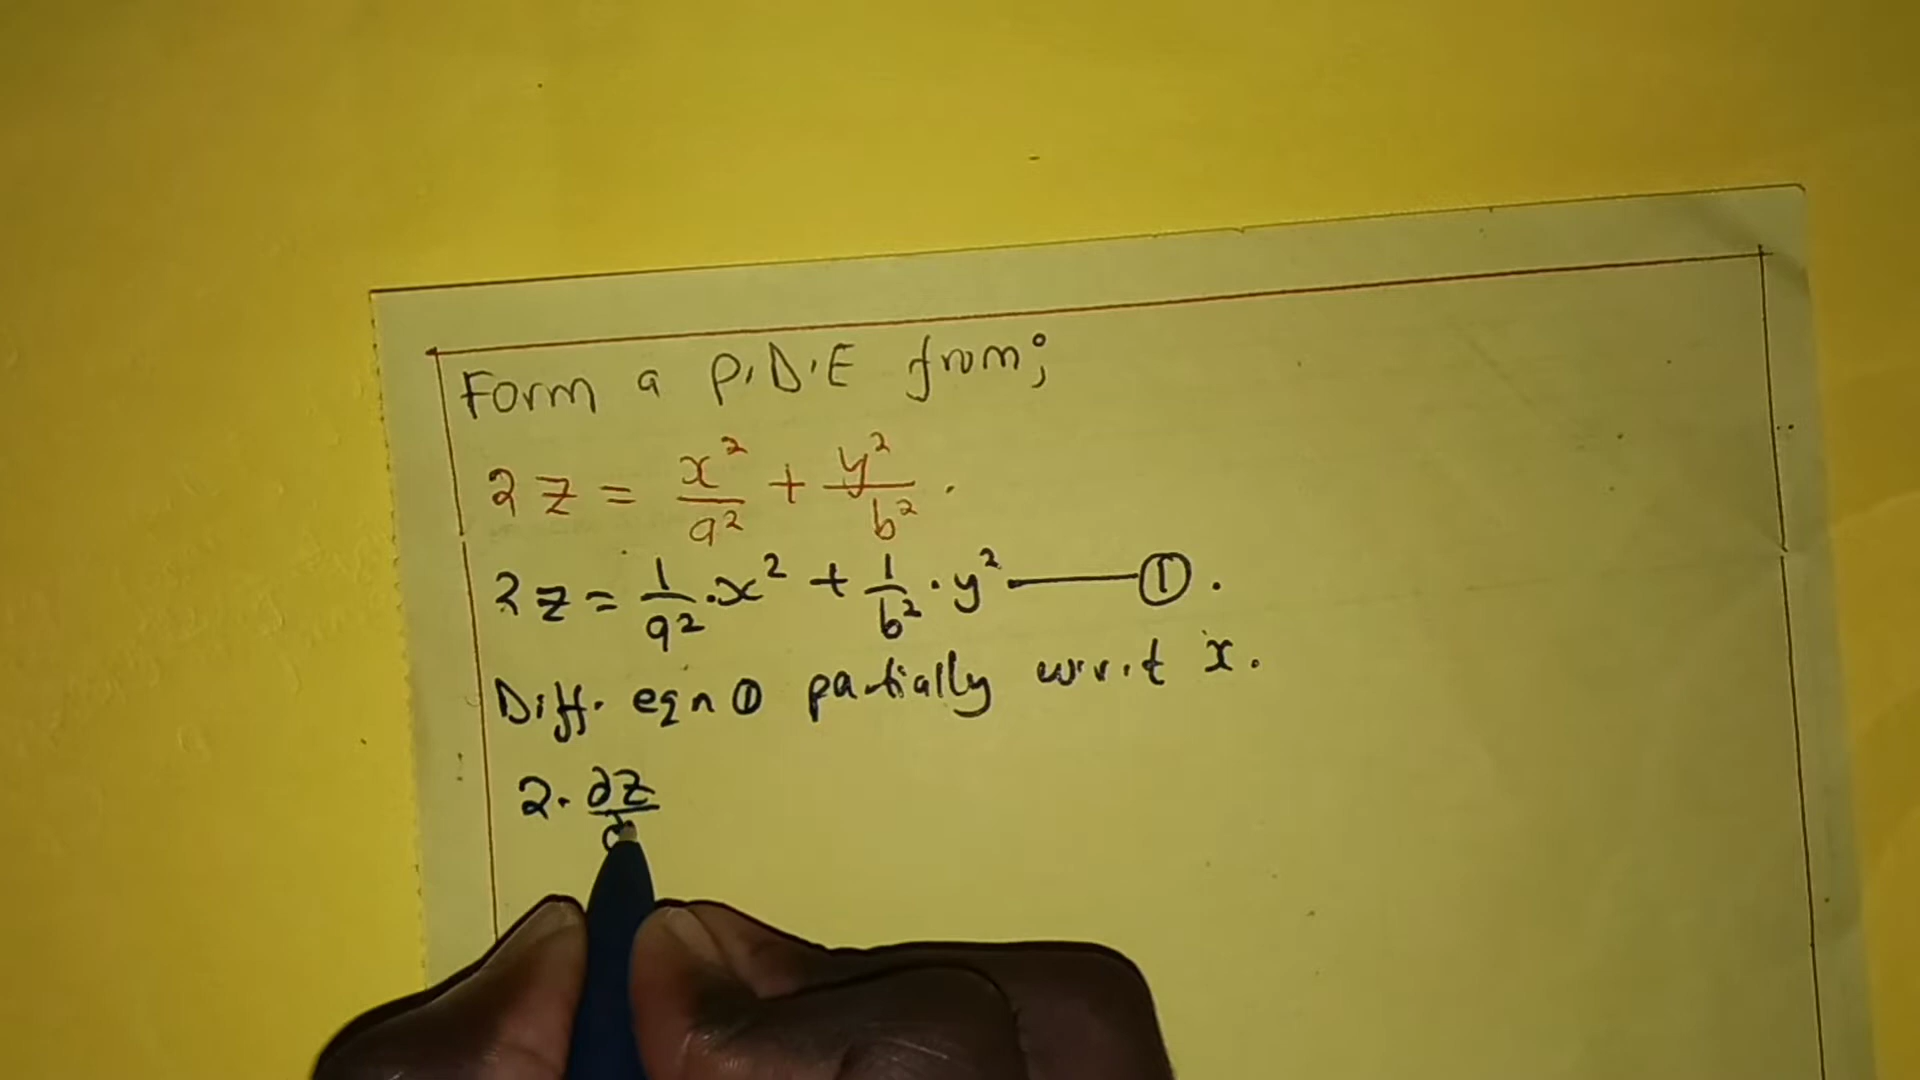 Form a P.D.E from;
2z = x²/a² + y²/b².
2z = 1/a² · x² + 1/b² · y² —— ①.
Diff. eqn ① partially w.r.t x.
2 · ∂z/∂